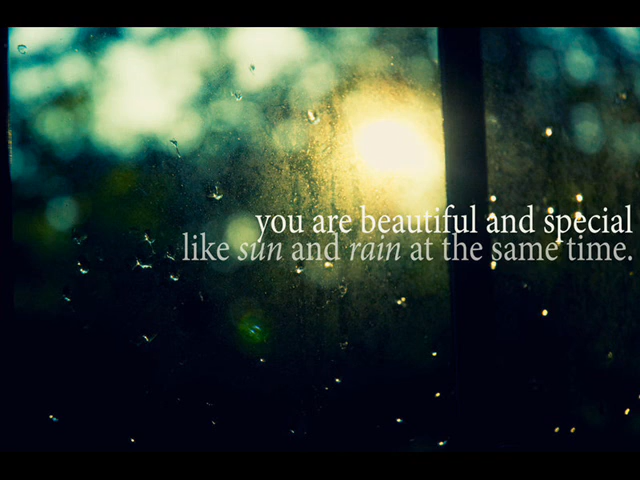 you are beautiful and special
like sun and rain at the same time.